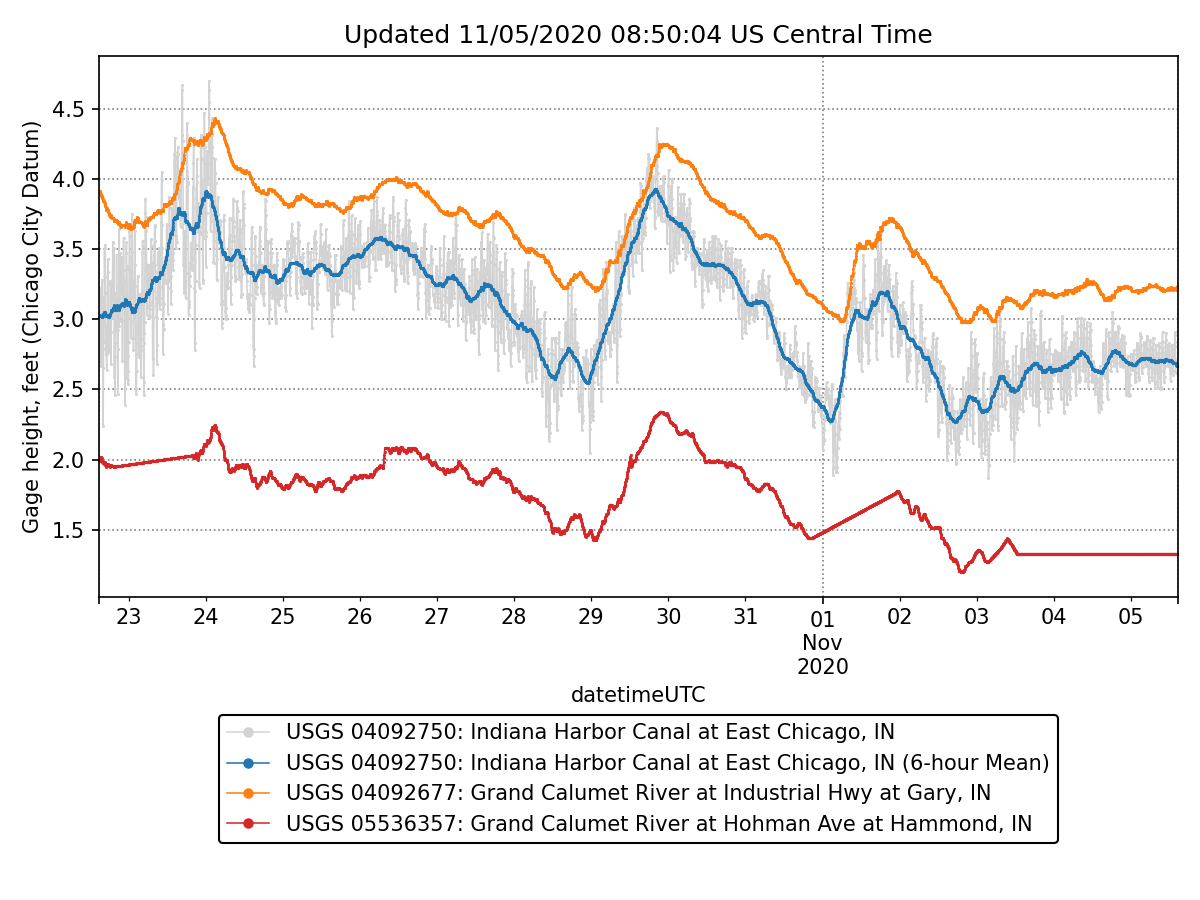 Updated 11/05/2020 08:50:04 US Central Time
Gage height, feet (Chicago City Datum)
4.5
4.0
3.5
3.0
2.5
2.0
1.5
23 24 25 26 27 28 29 30 31 01 02 03 04 05
Nov
2020
datetimeUTC
USGS 04092750: Indiana Harbor Canal at East Chicago, IN
USGS 04092750: Indiana Harbor Canal at East Chicago, IN (6-hour Mean)
USGS 04092677: Grand Calumet River at Industrial Hwy at Gary, IN
USGS 05536357: Grand Calumet River at Hohman Ave at Hammond, IN